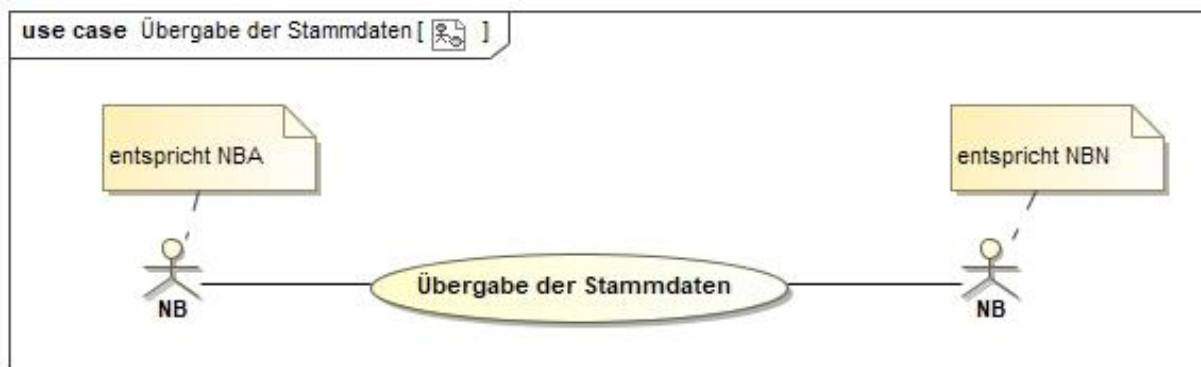 use case Übergabe der Stammdaten [ ]
entspricht NBA
entspricht NBN
Übergabe der Stammdaten
NB
NB